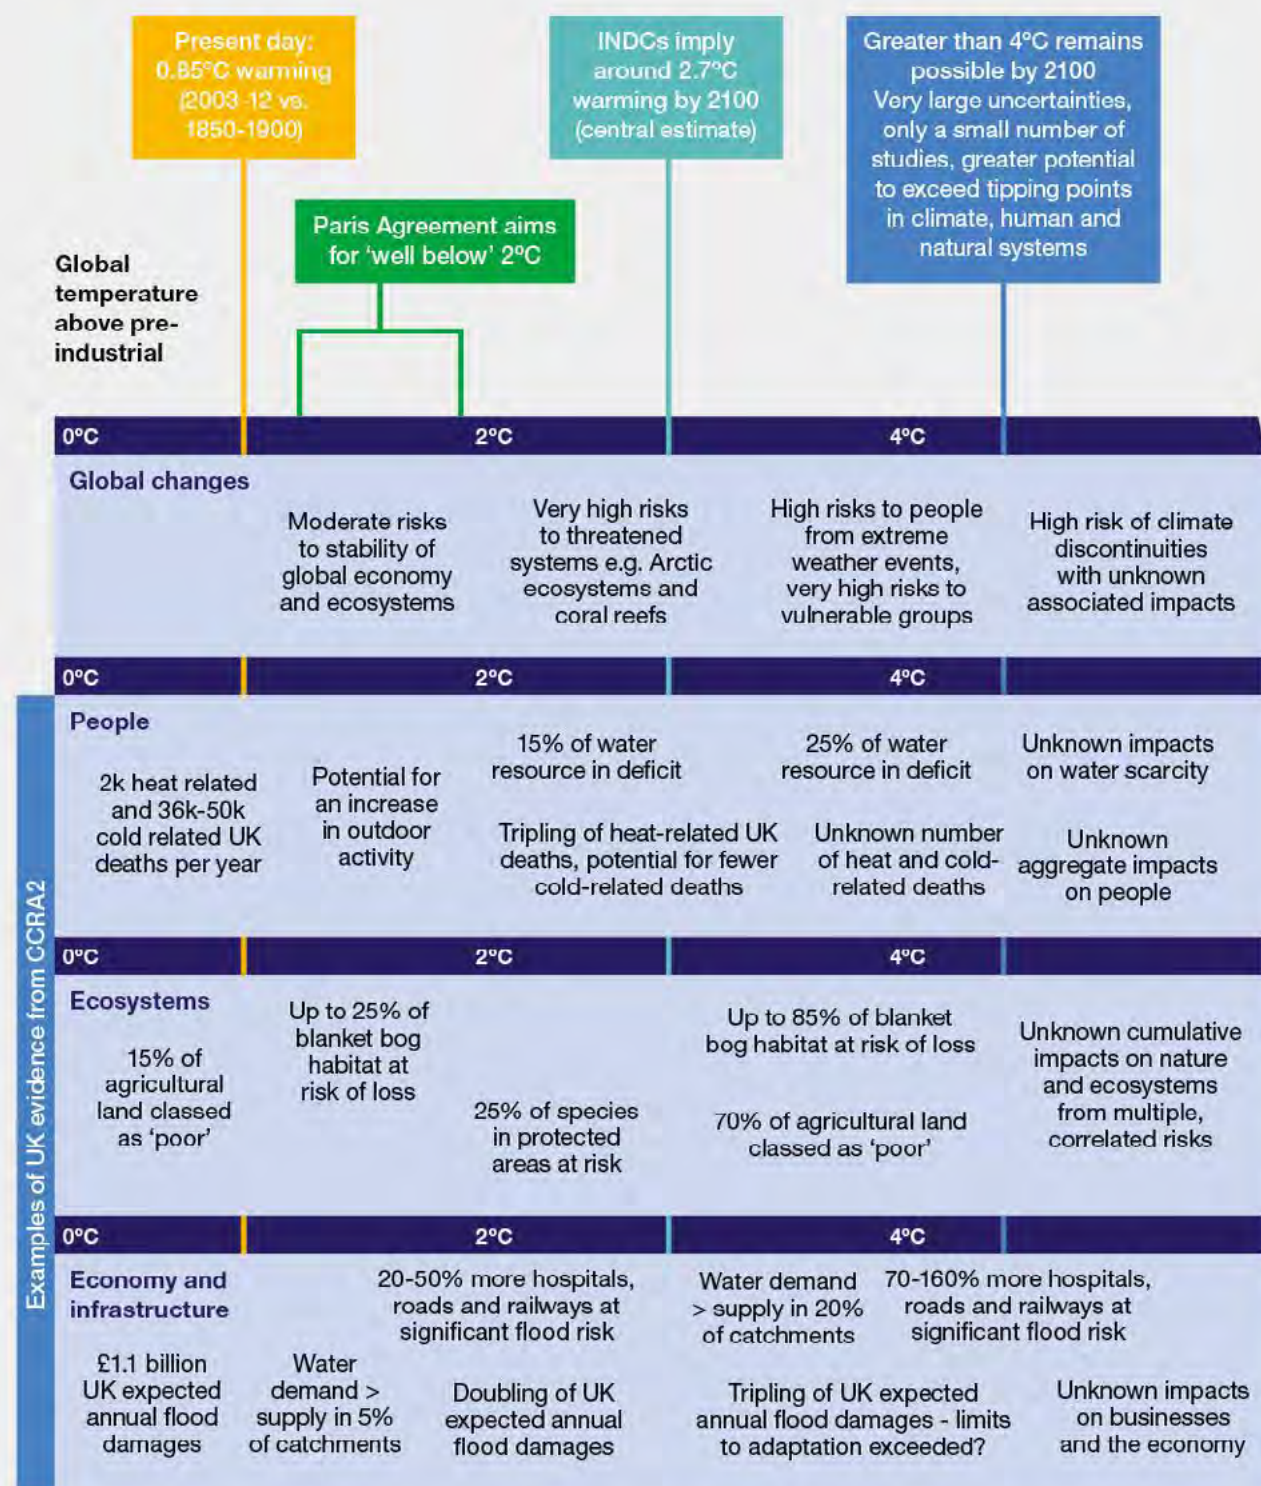 Present day:
0.85°C warming
(2003-12 vs.
1850-1900)
INDCs imply
around 2.7°C
warming by 2100
(central estimate)
Greater than 4°C remains
possible by 2100
Very large uncertainties,
only a small number of
studies, greater potential
to exceed tipping points
in climate, human and
natural systems
Paris Agreement aims
for ‘well below’ 2°C
Global
temperature
above pre-
industrial
0°C 2°C 4°C
Global changes
Moderate risks
to stability of
global economy
and ecosystems
Very high risks
to threatened
systems e.g. Arctic
ecosystems and
coral reefs
High risks to people
from extreme
weather events,
very high risks to
vulnerable groups
High risk of climate
discontinuities
with unknown
associated impacts
Examples of UK evidence from CCRA2
0°C 2°C 4°C
People
2k heat related
and 36k-50k
cold related UK
deaths per year
Potential for
an increase
in outdoor
activity
15% of water
resource in deficit
Tripling of heat-related UK
deaths, potential for fewer
cold-related deaths
25% of water
resource in deficit
Unknown number
of heat and cold-
related deaths
Unknown impacts
on water scarcity
Unknown
aggregate impacts
on people
0°C 2°C 4°C
Ecosystems
15% of
agricultural
land classed
as ‘poor’
Up to 25% of
blanket bog
habitat at
risk of loss
25% of species
in protected
areas at risk
Up to 85% of blanket
bog habitat at risk of loss
70% of agricultural land
classed as ‘poor’
Unknown cumulative
impacts on nature
and ecosystems
from multiple,
correlated risks
0°C 2°C 4°C
Economy and
infrastructure
£1.1 billion
UK expected
annual flood
damages
Water
demand >
supply in 5%
of catchments
20-50% more hospitals,
roads and railways at
significant flood risk
Doubling of UK
expected annual
flood damages
Water demand
> supply in 20%
of catchments
70-160% more hospitals,
roads and railways at
significant flood risk
Tripling of UK expected
annual flood damages - limits
to adaptation exceeded?
Unknown impacts
on businesses
and the economy